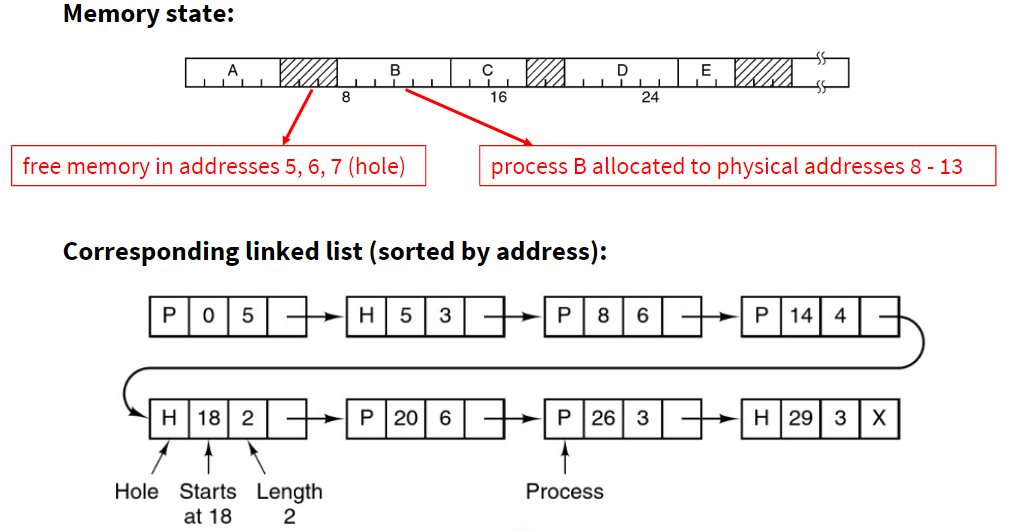 Memory state:
A B C D E
8 16 24
free memory in addresses 5, 6, 7 (hole)
process B allocated to physical addresses 8 - 13
Corresponding linked list (sorted by address):
P 0 5 H 5 3 P 8 6 P 14 4
H 18 2 P 20 6 P 26 3 H 29 3 X
Hole Starts Length Process
at 18 2